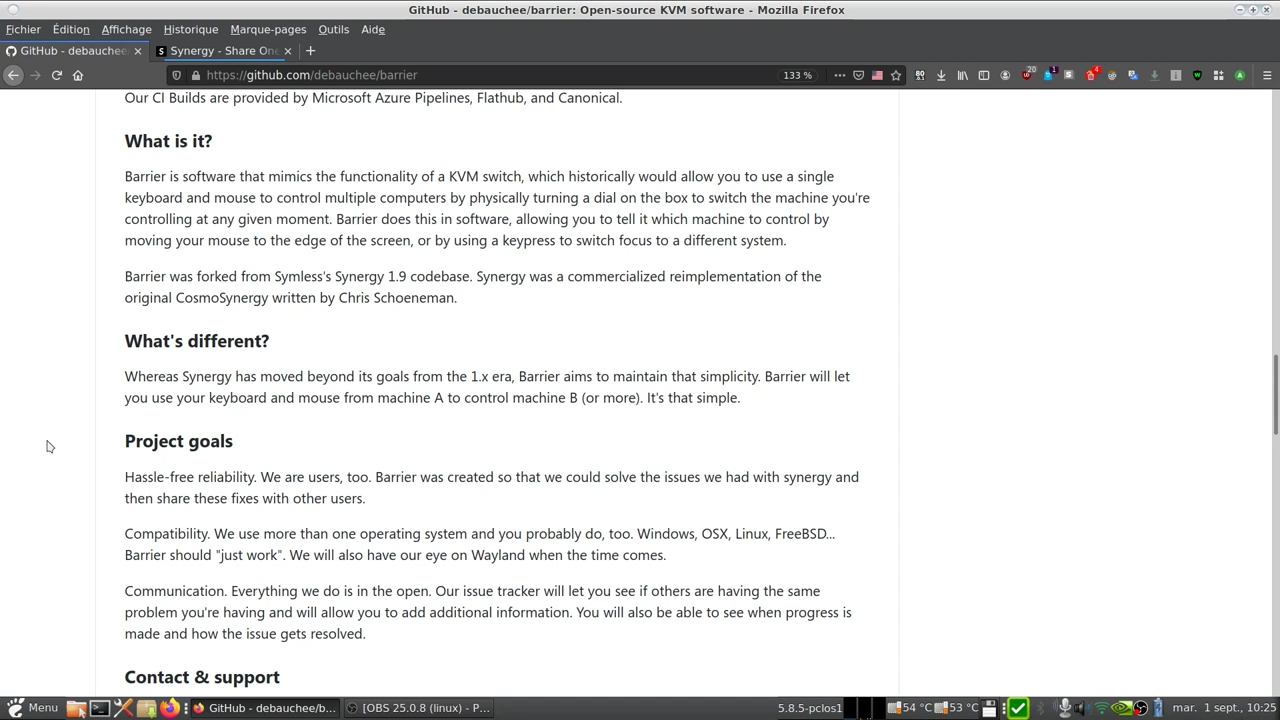 GitHub - debauchee/barrier: Open-source KVM software - Mozilla Firefox
Fichier Édition Affichage Historique Marque-pages Outils Aide
GitHub - debauchee/ Synergy - Share One
https://github.com/debauchee/barrier 133 %
Our CI Builds are provided by Microsoft Azure Pipelines, Flathub, and Canonical.
What is it?
Barrier is software that mimics the functionality of a KVM switch, which historically would allow you to use a single
keyboard and mouse to control multiple computers by physically turning a dial on the box to switch the machine you're
controlling at any given moment. Barrier does this in software, allowing you to tell it which machine to control by
moving your mouse to the edge of the screen, or by using a keypress to switch focus to a different system.
Barrier was forked from Symless's Synergy 1.9 codebase. Synergy was a commercialized reimplementation of the
original CosmoSynergy written by Chris Schoeneman.
What's different?
Whereas Synergy has moved beyond its goals from the 1.x era, Barrier aims to maintain that simplicity. Barrier will let
you use your keyboard and mouse from machine A to control machine B (or more). It's that simple.
Project goals
Hassle-free reliability. We are users, too. Barrier was created so that we could solve the issues we had with synergy and
then share these fixes with other users.
Compatibility. We use more than one operating system and you probably do, too. Windows, OSX, Linux, FreeBSD...
Barrier should "just work". We will also have our eye on Wayland when the time comes.
Communication. Everything we do is in the open. Our issue tracker will let you see if others are having the same
problem you're having and will allow you to add additional information. You will also be able to see when progress is
made and how the issue gets resolved.
Contact & support
Menu GitHub - debauchee/b... [OBS 25.0.8 (linux) - P... 5.8.5-pclos1 54 °C 53 °C mar. 1 sept., 10:25